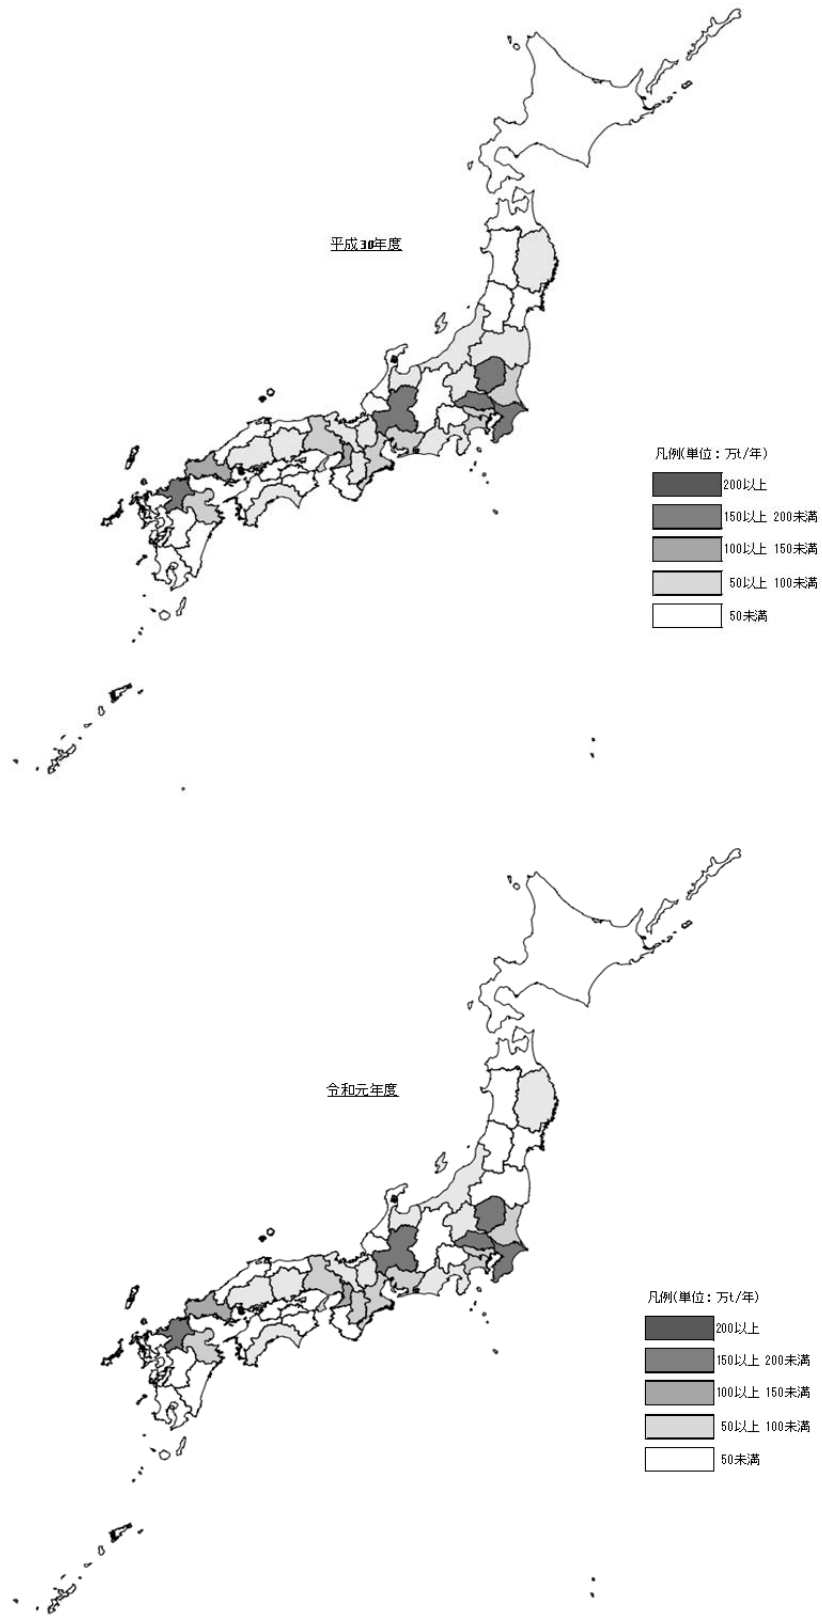 平成30年度
凡例(単位：万t/年)
200以上
150以上 200未満
100以上 150未満
50以上 100未満
50未満
令和元年度
凡例(単位：万t/年)
200以上
150以上 200未満
100以上 150未満
50以上 100未満
50未満